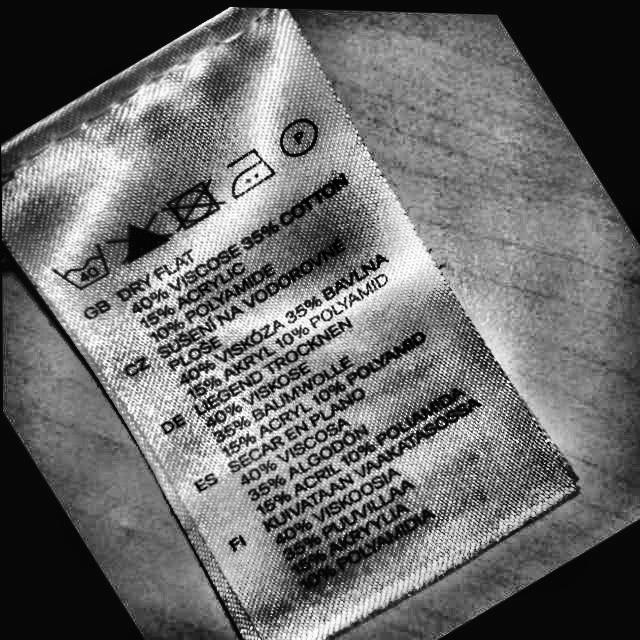 40
P
GB DRY FLAT
40% VISCOSE 35% COTTON
15% ACRYLIC
10% POLYAMIDE
CZ SUŠENÍ NA VODOROVNÉ
PLOŠE
40% VISKÓZA 35% BAVLNA
15% AKRYL 10% POLYAMID
DE LIEGEND TROCKNEN
40% VISKOSE
35% BAUMWOLLE
15% ACRYL 10% POLYAMID
ES SECAR EN PLANO
40% VISCOSA
35% ALGODÓN
15% ACRIL 10% POLIAMIDA
FI KUIVATAAN VAAKATASOSSA
40% VISKOOSIA
35% PUUVILLAA
15% AKRYYLIA
10% POLYAMIDIA